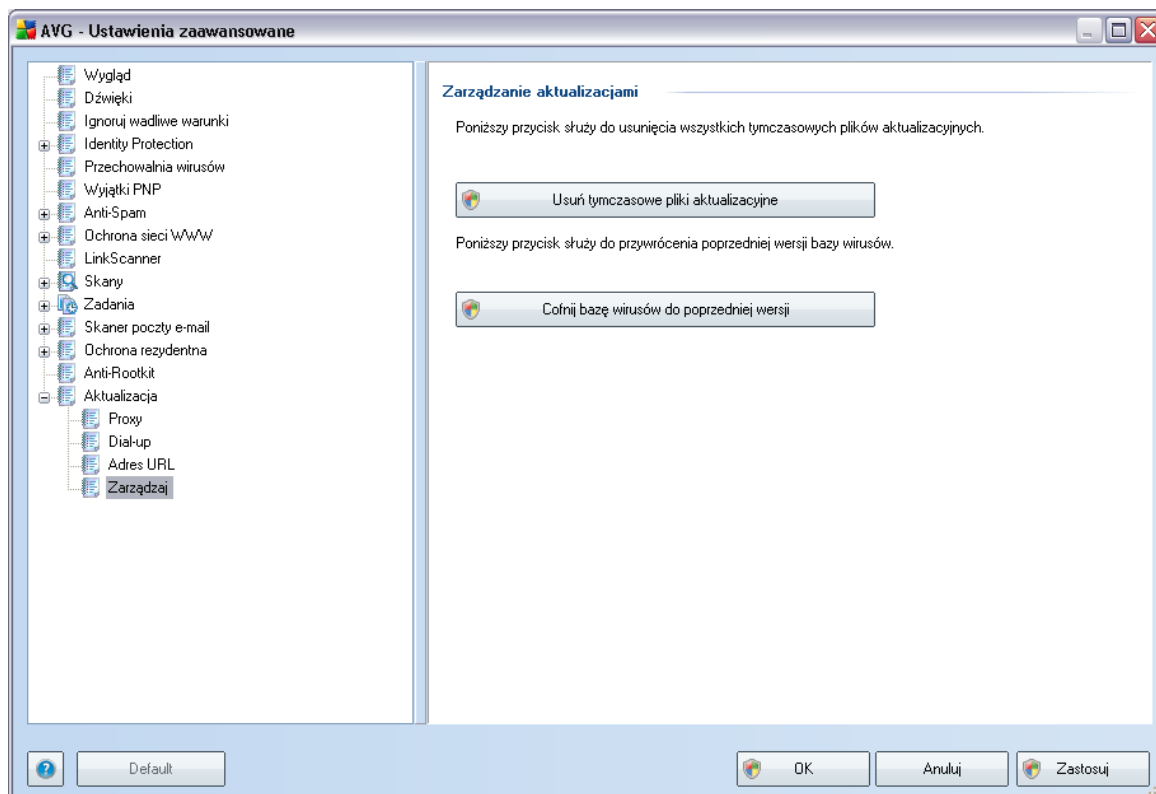 AVG - Ustawienia zaawansowane
Wygląd
Dźwięki
Ignoruj wadliwe warunki
Identity Protection
Przechowalnia wirusów
Wyjątki PNP
Anti-Spam
Ochrona sieci WWW
LinkScanner
Skany
Zadania
Skaner poczty e-mail
Ochrona rezydentna
Anti-Rootkit
Aktualizacja
Proxy
Dial-up
Adres URL
Zarządzaj
Zarządzanie aktualizacjami
Poniższy przycisk służy do usunięcia wszystkich tymczasowych plików aktualizacyjnych.
Usuń tymczasowe pliki aktualizacyjne
Poniższy przycisk służy do przywrócenia poprzedniej wersji bazy wirusów.
Cofnij bazę wirusów do poprzedniej wersji
Default
OK
Anuluj
Zastosuj